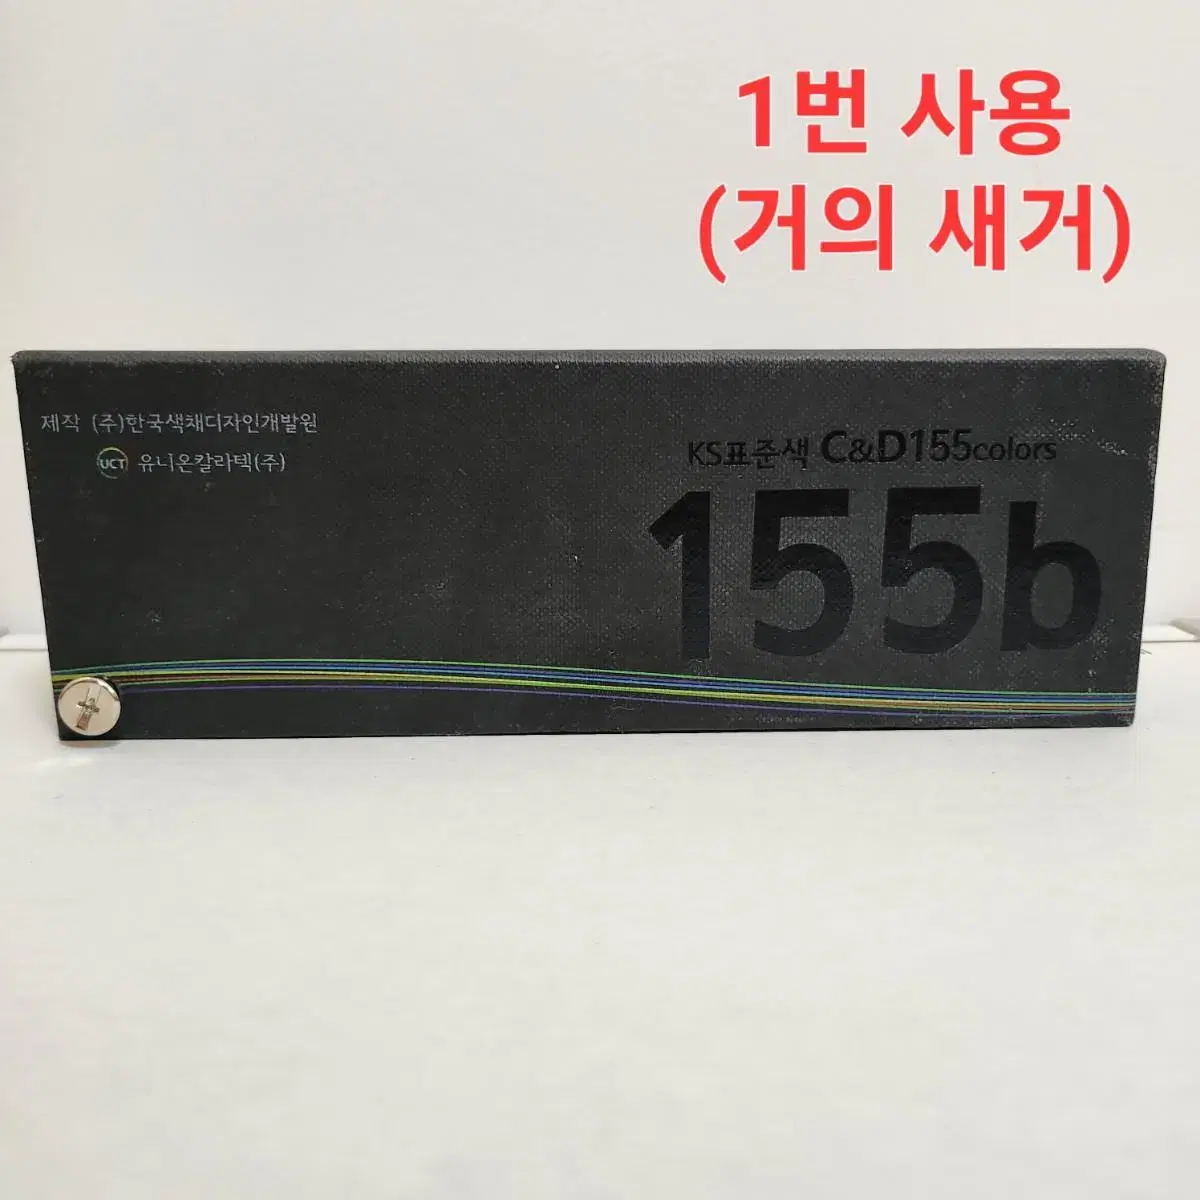 1번 사용
(거의 새거)
제작 (주)한국색채디자인개발원
UCT 유니온칼라텍(주)
KS표준색 C&D155colors
155b